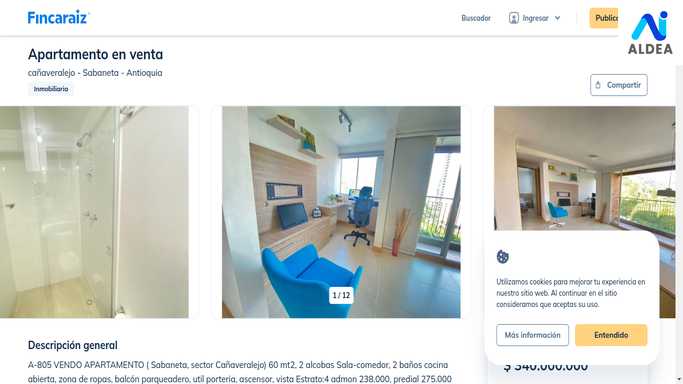 Fincaraiz
Buscador
Ingresar
Publica
ALDEA
Apartamento en venta
cañaveralejo - Sabaneta - Antioquia
Inmobiliario
Compartir
1 / 12
Utilizamos cookies para mejorar tu experiencia en
nuestro sitio web. Al continuar en el sitio
consideramos que aceptas su uso.
Más información
Entendido
$ 340.000.000
Descripción general
A-805 VENDO APARTAMENTO ( Sabaneta, sector Cañaveralejo) 60 mt2, 2 alcobas Sala-comedor, 2 baños cocina
abierta, zona de ropas, balcón parqueadero, util porteria, ascensor, vista Estrato:4 admon 238.000, predial 275.000